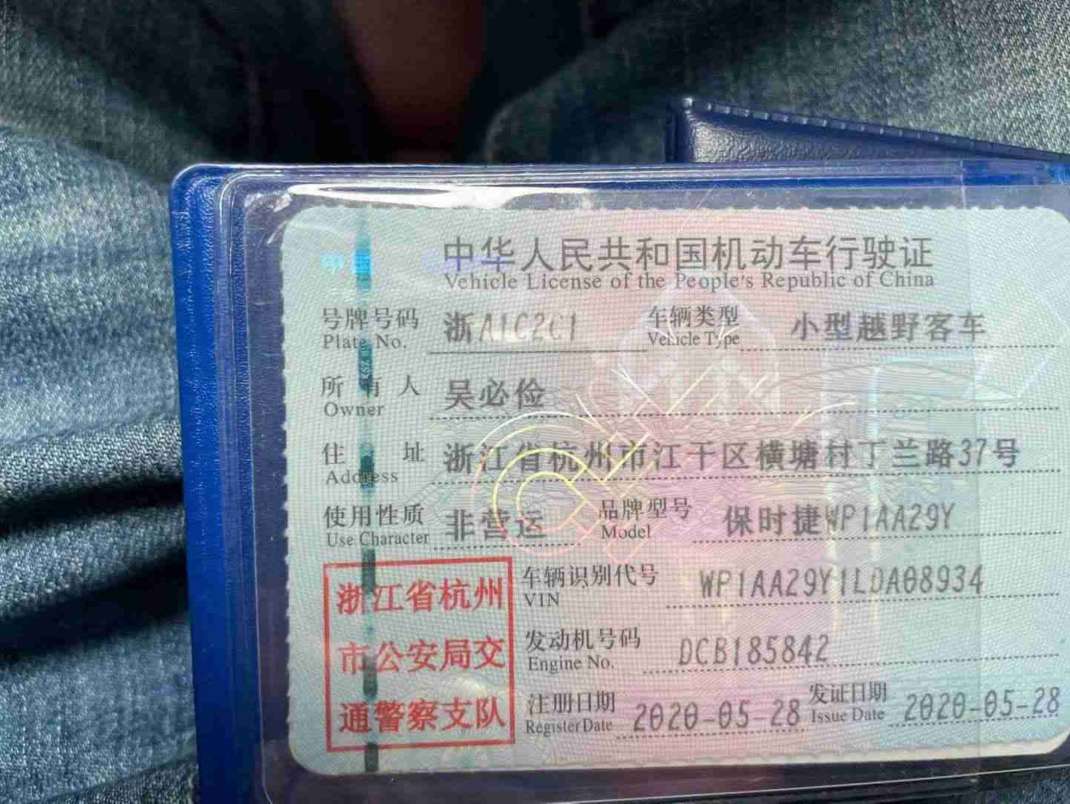 中华人民共和国机动车行驶证
Vehicle License of the People's Republic of China
号牌号码 浙A1C2C1 车辆类型 小型越野客车
Plate No. Vehicle Type
所有人 吴必俭
Owner
住址 浙江省杭州市江干区横塘村丁兰路37号
Address
使用性质 非营运 品牌型号 保时捷WP1AA29Y
Use Character Model
浙江省杭州
市公安局交
通警察支队
车辆识别代号 WP1AA29Y1LDA08934
VIN
发动机号码 DCB185842
Engine No.
注册日期 2020-05-28 发证日期 2020-05-28
Register Date Issue Date